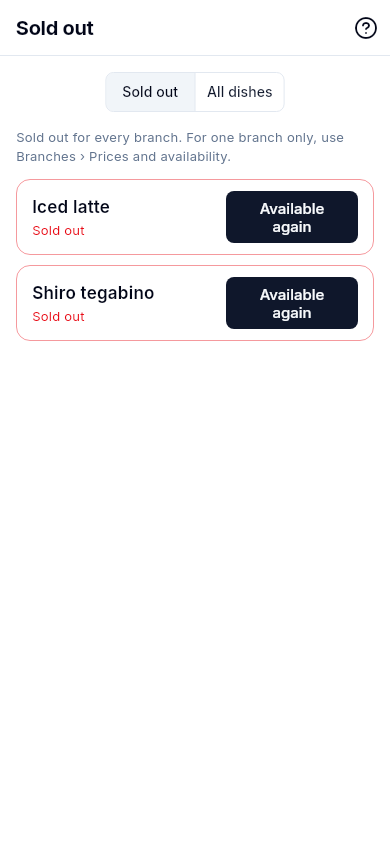 Sold out
Sold out
All dishes
Sold out for every branch. For one branch only, use
Branches › Prices and availability.
Iced latte
Sold out
Available
again
Shiro tegabino
Sold out
Available
again